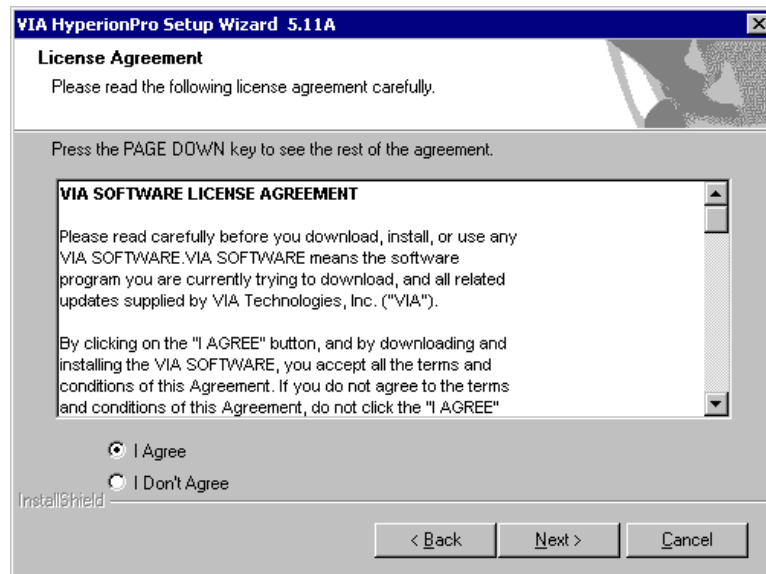 VIA HyperionPro Setup Wizard 5.11A
License Agreement
Please read the following license agreement carefully.
Press the PAGE DOWN key to see the rest of the agreement.
VIA SOFTWARE LICENSE AGREEMENT
Please read carefully before you download, install, or use any
VIA SOFTWARE.VIA SOFTWARE means the software
program you are currently trying to download, and all related
updates supplied by VIA Technologies, Inc. ("VIA").
By clicking on the "I AGREE" button, and by downloading and
installing the VIA SOFTWARE, you accept all the terms and
conditions of this Agreement. If you do not agree to the terms
and conditions of this Agreement, do not click the "I AGREE"
I Agree
I Don't Agree
InstallShield
< Back
Next >
Cancel